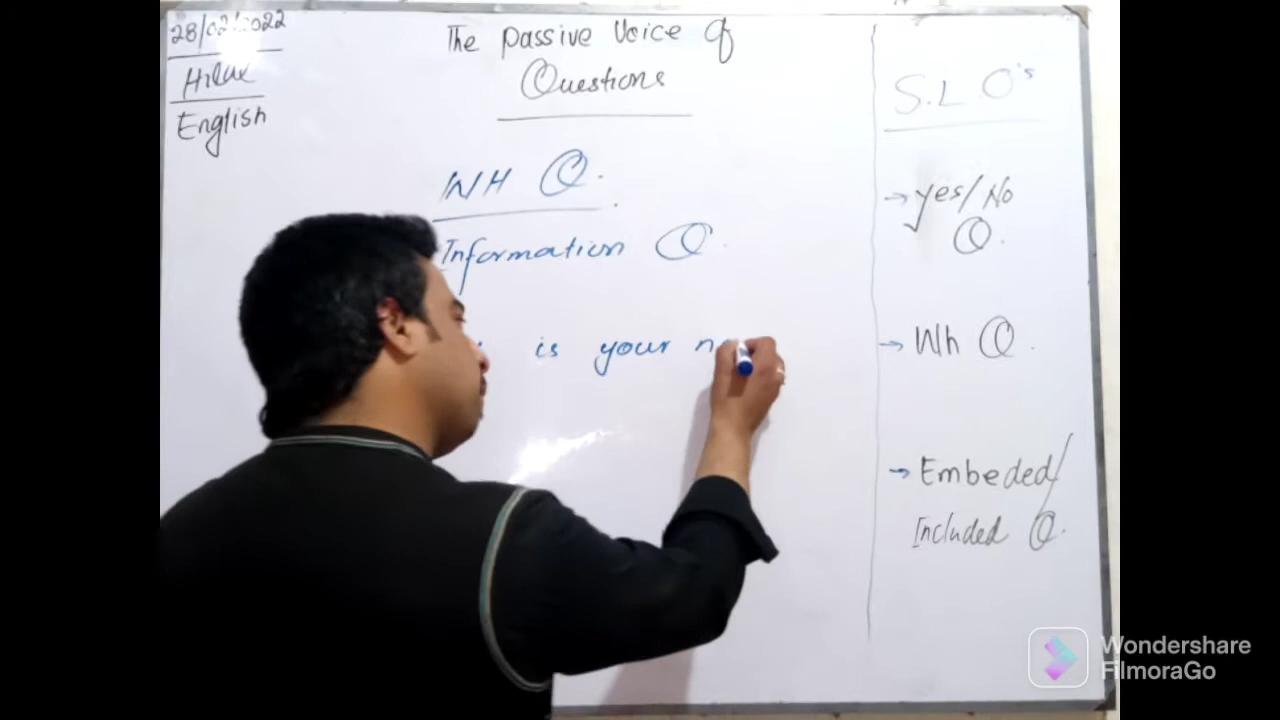 28/02/2022
Hilal
English
The Passive Voice of
Questions
WH Q.
Information Q.
is your
S.L O's
→ yes/No
Q.
→ Wh Q.
→ Embeded/
Included Q.
Wondershare
FilmoraGo